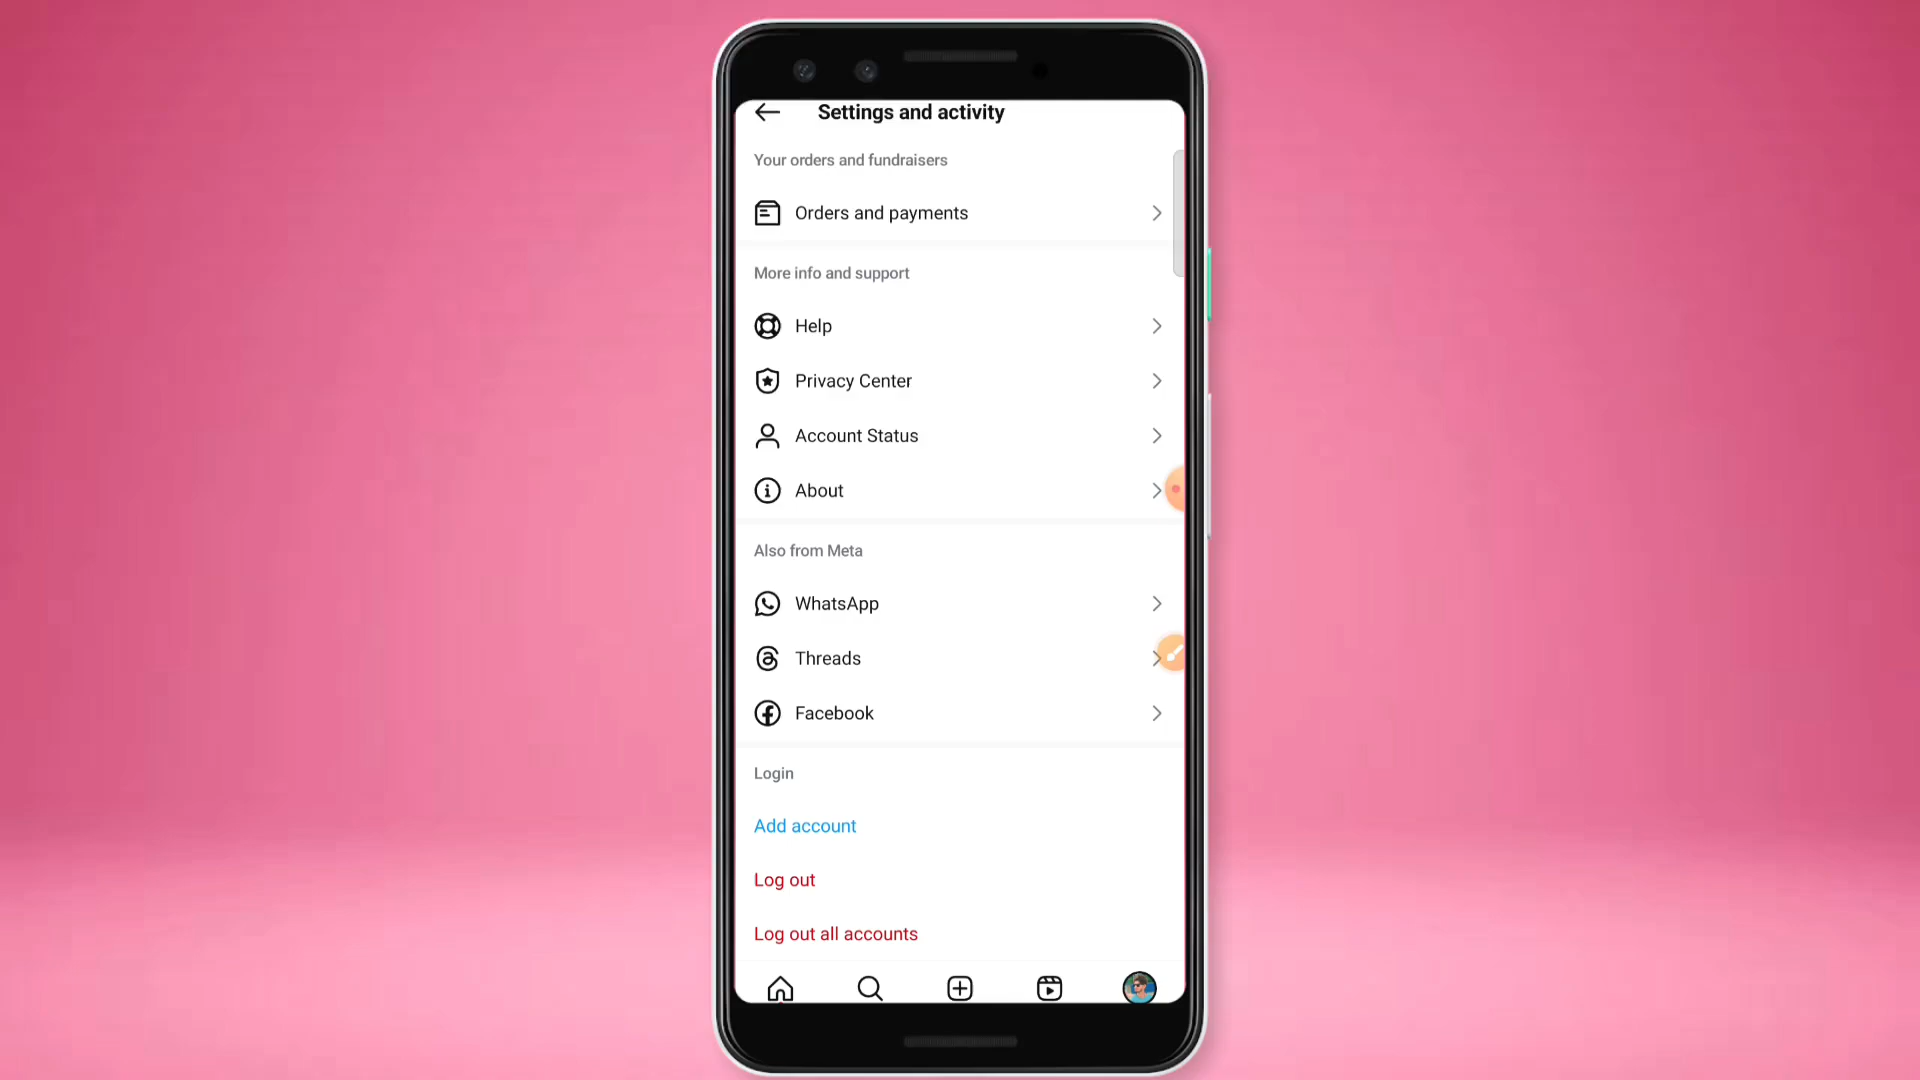 Settings and activity
Your orders and fundraisers
Orders and payments
More info and support
Help
Privacy Center
Account Status
About
Also from Meta
WhatsApp
Threads
Facebook
Login
Add account
Log out
Log out all accounts